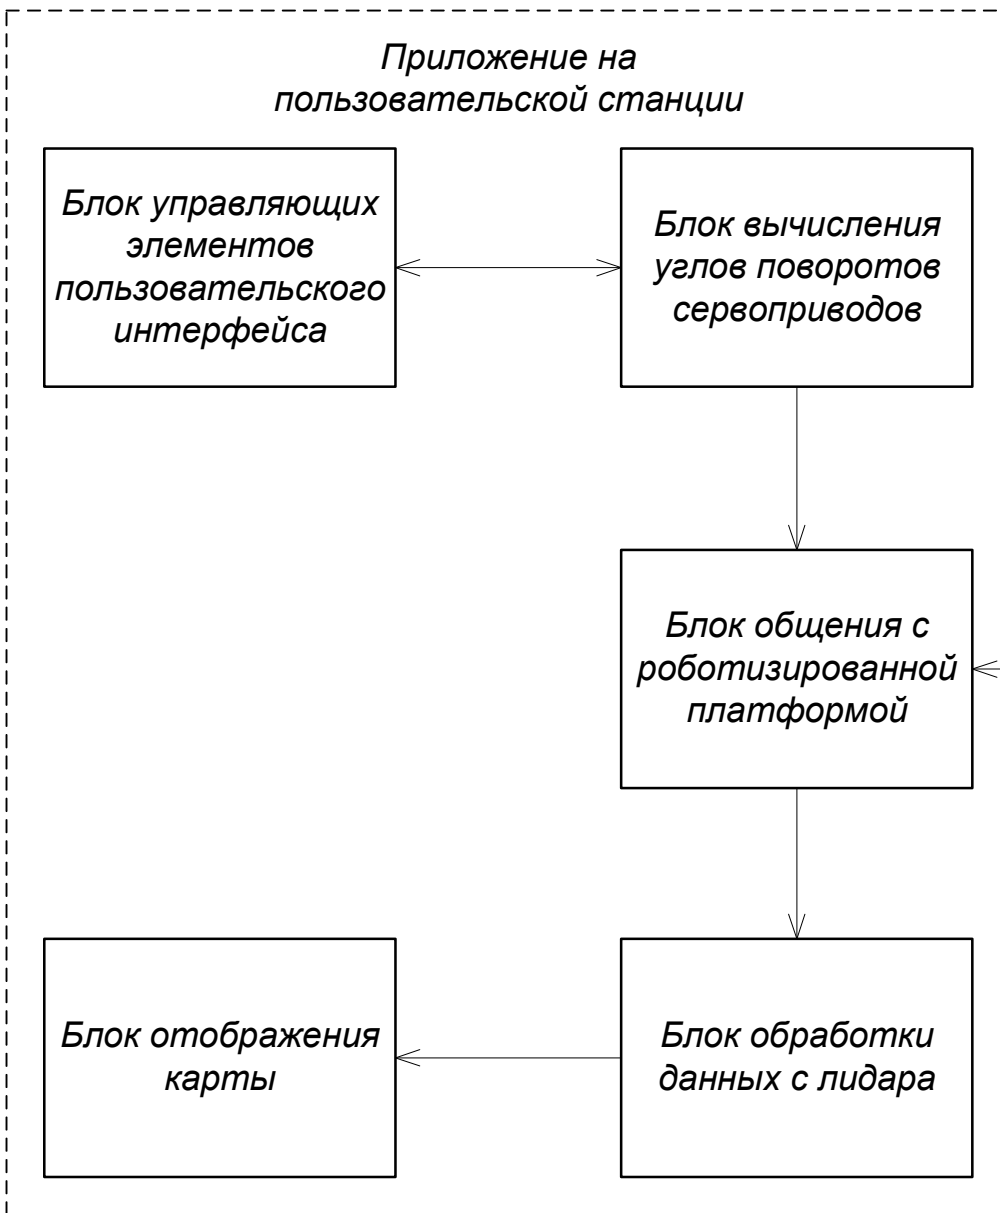 Приложение на
пользовательской станции
Блок управляющих
элементов
пользовательского
интерфейса
Блок вычисления
углов поворотов
сервоприводов
Блок общения с
роботизированной
платформой
Блок отображения
карты
Блок обработки
данных с лидара